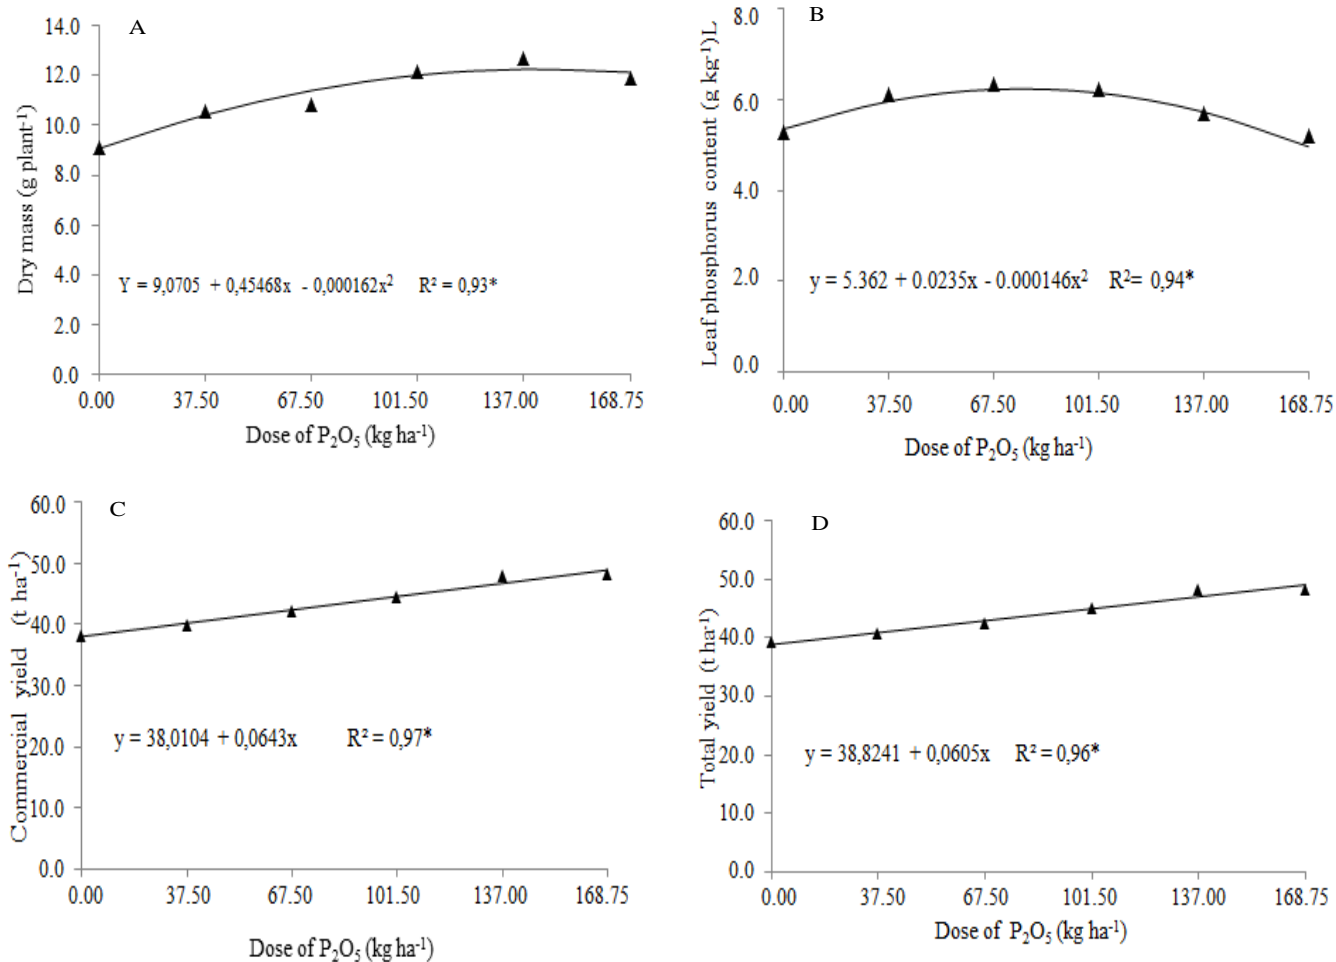 A
Dry mass (g plant-1)
14.0
12.0
10.0
8.0
6.0
4.0
2.0
0.0
Y = 9,0705 + 0,45468x - 0,000162x2 R² = 0,93*
0.00 37.50 67.50 101.50 137.00 168.75
Dose of P2O5 (kg ha-1)
B
Leaf phosphorus content (g kg-1)L
8.0
6.0
4.0
2.0
0.0
y = 5.362 + 0.0235x - 0.000146x2 R2= 0,94*
0.00 37.50 67.50 101.50 137.00 168.75
Dose of P2O5 (kg ha-1)
C
Commercial yield (t ha-1)
60.0
50.0
40.0
30.0
20.0
10.0
0.0
y = 38,0104 + 0,0643x R² = 0,97*
0.00 37.50 67.50 101.50 137.00 168.75
Dose of P2O5 (kg ha-1)
D
Total yield (t ha-1)
60.0
50.0
40.0
30.0
20.0
10.0
0.0
y = 38,8241 + 0,0605x R² = 0,96*
0.00 37.50 67.50 101.50 137.00 168.75
Dose of P2O5 (kg ha-1)